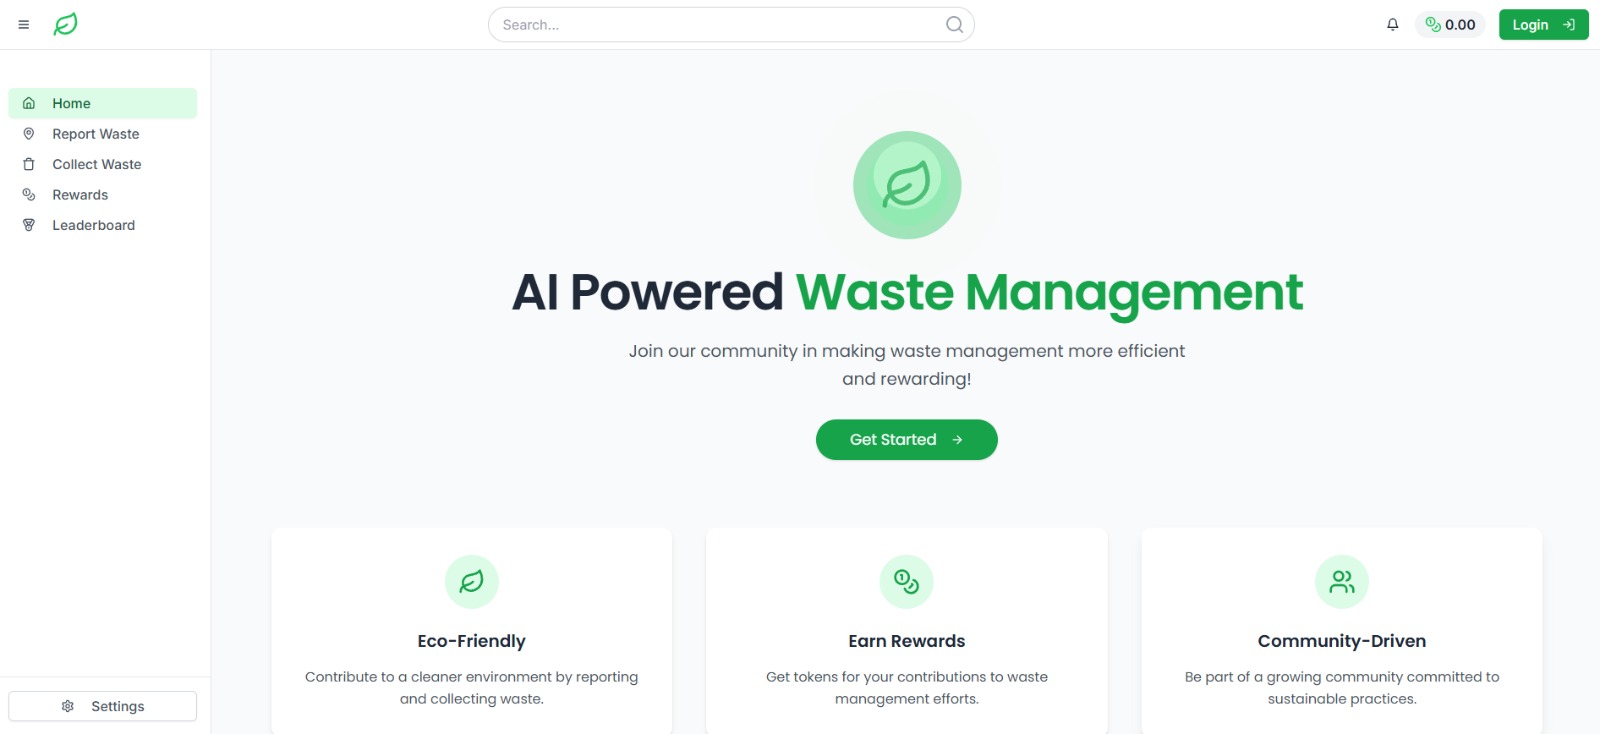 Search...
0.00
Login
Home
Report Waste
Collect Waste
Rewards
Leaderboard
Settings
AI Powered Waste Management
Join our community in making waste management more efficient
and rewarding!
Get Started
Eco-Friendly
Contribute to a cleaner environment by reporting
and collecting waste.
Earn Rewards
Get tokens for your contributions to waste
management efforts.
Community-Driven
Be part of a growing community committed to
sustainable practices.